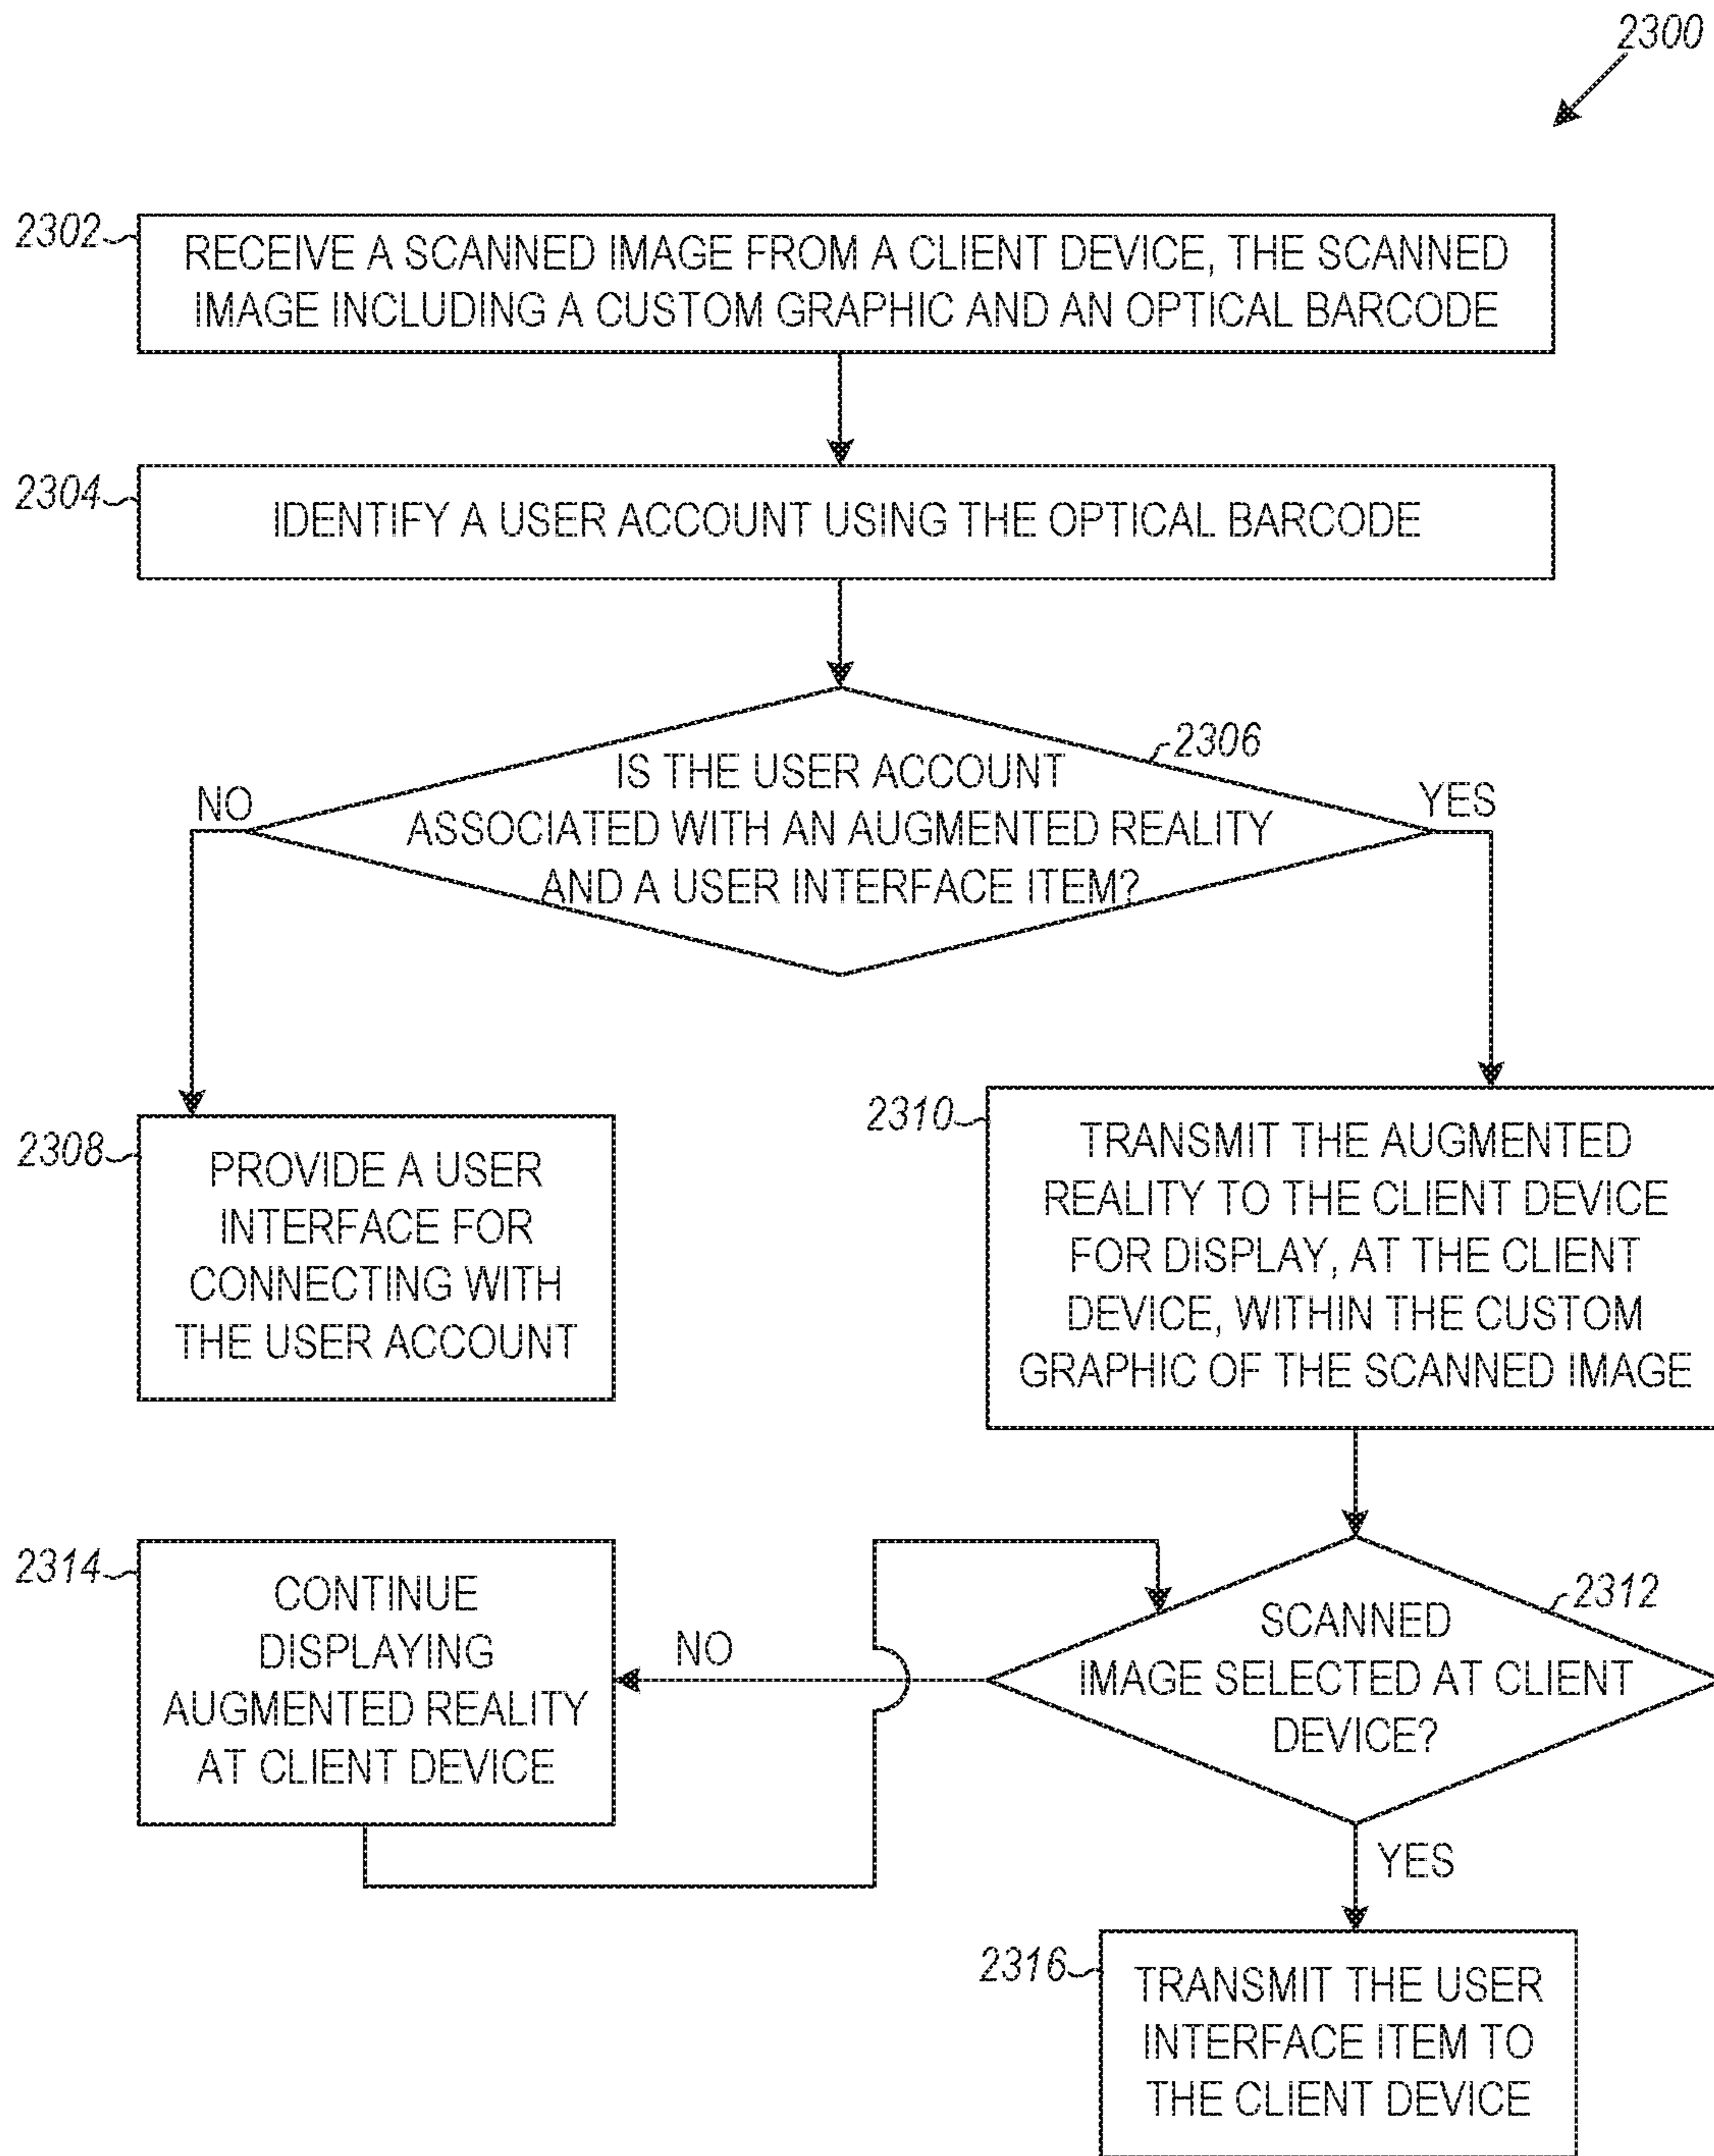 2300
2302
RECEIVE A SCANNED IMAGE FROM A CLIENT DEVICE, THE SCANNED
IMAGE INCLUDING A CUSTOM GRAPHIC AND AN OPTICAL BARCODE
2304
IDENTIFY A USER ACCOUNT USING THE OPTICAL BARCODE
2306
IS THE USER ACCOUNT
ASSOCIATED WITH AN AUGMENTED REALITY
AND A USER INTERFACE ITEM?
NO
YES
2308
PROVIDE A USER
INTERFACE FOR
CONNECTING WITH
THE USER ACCOUNT
2310
TRANSMIT THE AUGMENTED
REALITY TO THE CLIENT DEVICE
FOR DISPLAY, AT THE CLIENT
DEVICE, WITHIN THE CUSTOM
GRAPHIC OF THE SCANNED IMAGE
2312
SCANNED
IMAGE SELECTED AT CLIENT
DEVICE?
NO
2314
CONTINUE
DISPLAYING
AUGMENTED REALITY
AT CLIENT DEVICE
YES
2316
TRANSMIT THE USER
INTERFACE ITEM TO
THE CLIENT DEVICE